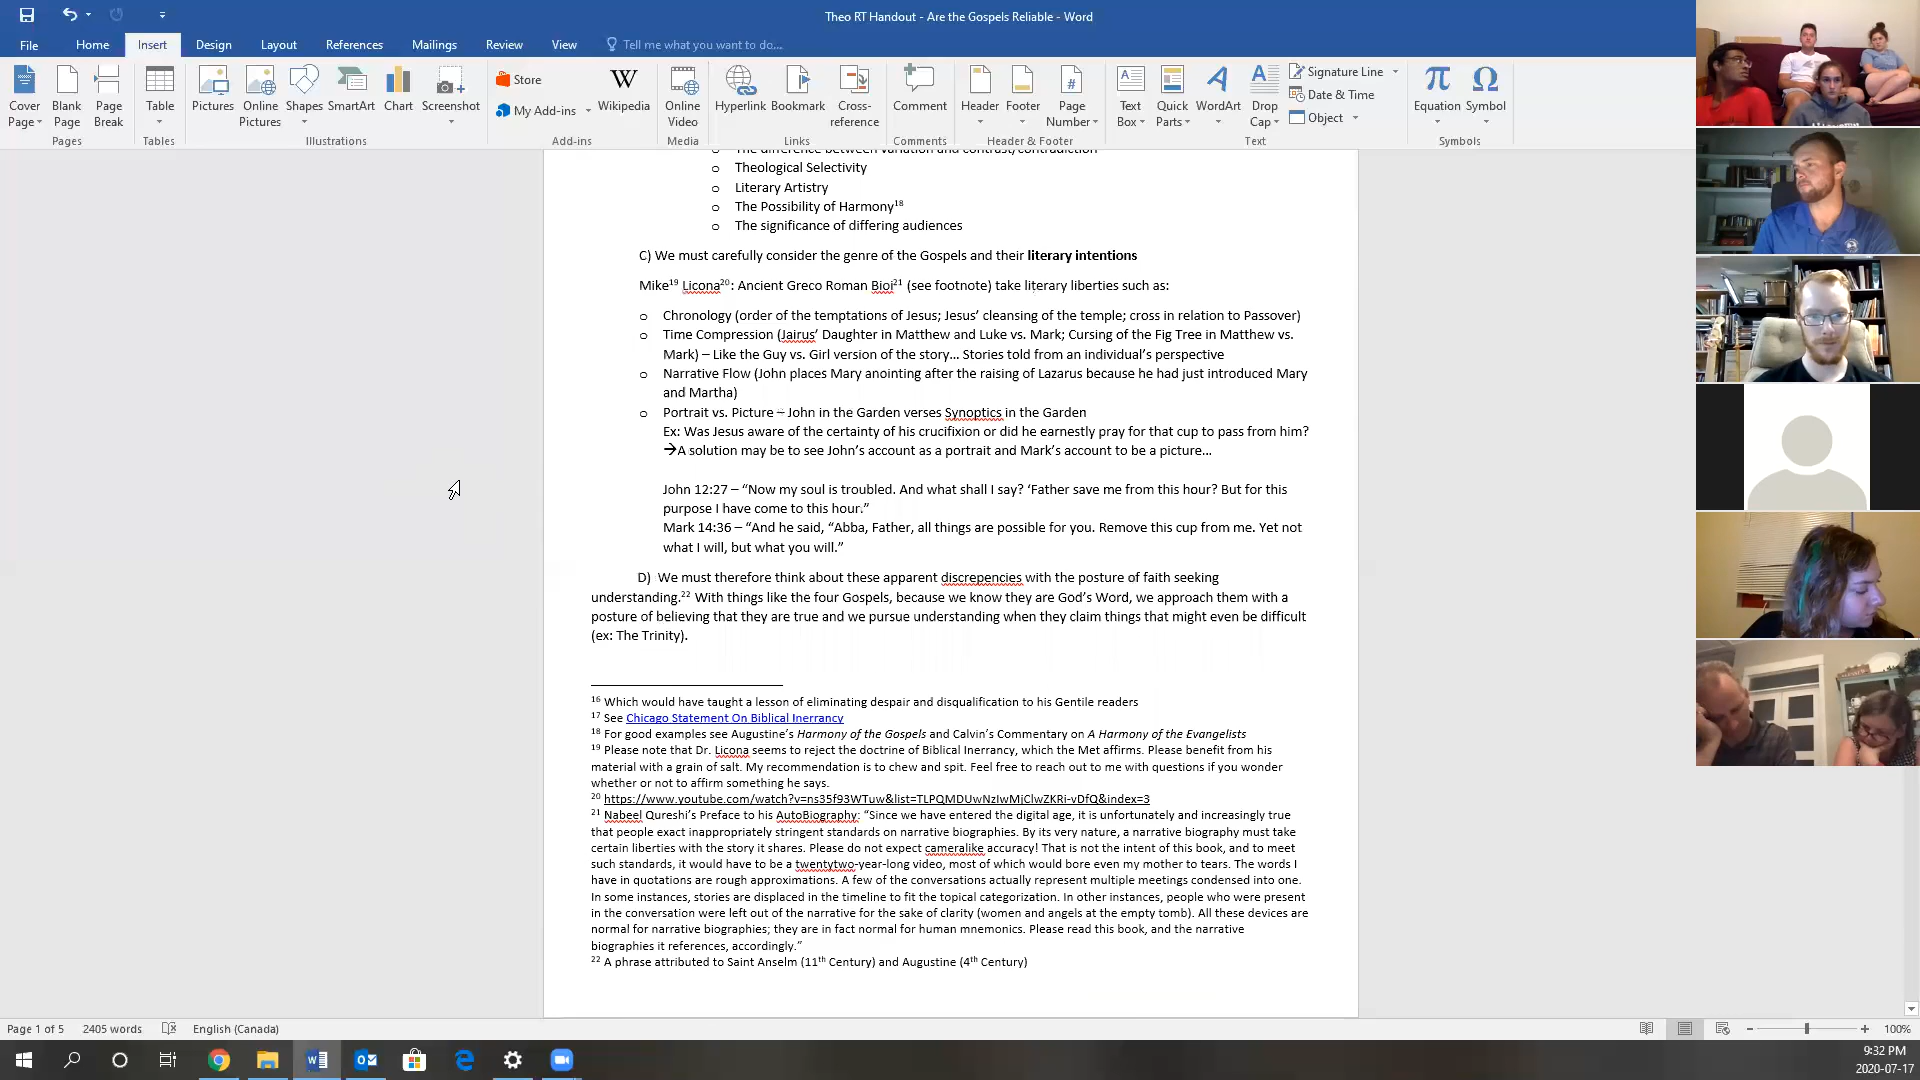 Theo RT Handout - Are the Gospels Reliable - Word
File Home Insert Design Layout References Mailings Review View Tell me what you want to do...
Cover Page Blank Page Page Break Table Pictures Online Pictures Shapes SmartArt Chart Screenshot Store My Add-ins Wikipedia Online Video Hyperlink Bookmark Cross-reference Comment Header Footer Page Number Text Box Quick Parts WordArt Drop Cap Signature Line Date & Time Object Equation Symbol
Pages Tables Illustrations Add-ins Media Links Comments Header & Footer Text Symbols
o The difference between variation and contrast/contradiction
o Theological Selectivity
o Literary Artistry
o The Possibility of Harmony18
o The significance of differing audiences
C) We must carefully consider the genre of the Gospels and their literary intentions
Mike19 Licona20: Ancient Greco Roman Bioi21 (see footnote) take literary liberties such as:
o Chronology (order of the temptations of Jesus; Jesus' cleansing of the temple; cross in relation to Passover)
o Time Compression (Jairus' Daughter in Matthew and Luke vs. Mark; Cursing of the Fig Tree in Matthew vs.
Mark) – Like the Guy vs. Girl version of the story... Stories told from an individual's perspective
o Narrative Flow (John places Mary anointing after the raising of Lazarus because he had just introduced Mary
and Martha)
o Portrait vs. Picture – John in the Garden verses Synoptics in the Garden
Ex: Was Jesus aware of the certainty of his crucifixion or did he earnestly pray for that cup to pass from him?
→A solution may be to see John's account as a portrait and Mark's account to be a picture...
John 12:27 – "Now my soul is troubled. And what shall I say? 'Father save me from this hour? But for this
purpose I have come to this hour."
Mark 14:36 – "And he said, "Abba, Father, all things are possible for you. Remove this cup from me. Yet not
what I will, but what you will."
D) We must therefore think about these apparent discrepencies with the posture of faith seeking
understanding.22 With things like the four Gospels, because we know they are God's Word, we approach them with a
posture of believing that they are true and we pursue understanding when they claim things that might even be difficult
(ex: The Trinity).
16 Which would have taught a lesson of eliminating despair and disqualification to his Gentile readers
17 See Chicago Statement On Biblical Inerrancy
18 For good examples see Augustine's Harmony of the Gospels and Calvin's Commentary on A Harmony of the Evangelists
19 Please note that Dr. Licona seems to reject the doctrine of Biblical Inerrancy, which the Met affirms. Please benefit from his
material with a grain of salt. My recommendation is to chew and spit. Feel free to reach out to me with questions if you wonder
whether or not to affirm something he says.
20 https://www.youtube.com/watch?v=ns35f93WTuw&list=TLPQMDUwNzIwMjClwZKRi-vDfQ&index=3
21 Nabeel Qureshi's Preface to his AutoBiography: "Since we have entered the digital age, it is unfortunately and increasingly true
that people exact inappropriately stringent standards on narrative biographies. By its very nature, a narrative biography must take
certain liberties with the story it shares. Please do not expect cameralike accuracy! That is not the intent of this book, and to meet
such standards, it would have to be a twentytwo-year-long video, most of which would bore even my mother to tears. The words I
have in quotations are rough approximations. A few of the conversations actually represent multiple meetings condensed into one.
In some instances, stories are displaced in the timeline to fit the topical categorization. In other instances, people who were present
in the conversation were left out of the narrative for the sake of clarity (women and angels at the empty tomb). All these devices are
normal for narrative biographies; they are in fact normal for human mnemonics. Please read this book, and the narrative
biographies it references, accordingly."
22 A phrase attributed to Saint Anselm (11th Century) and Augustine (4th Century)
Page 1 of 5 2405 words English (Canada) 100%
9:32 PM
2020-07-17